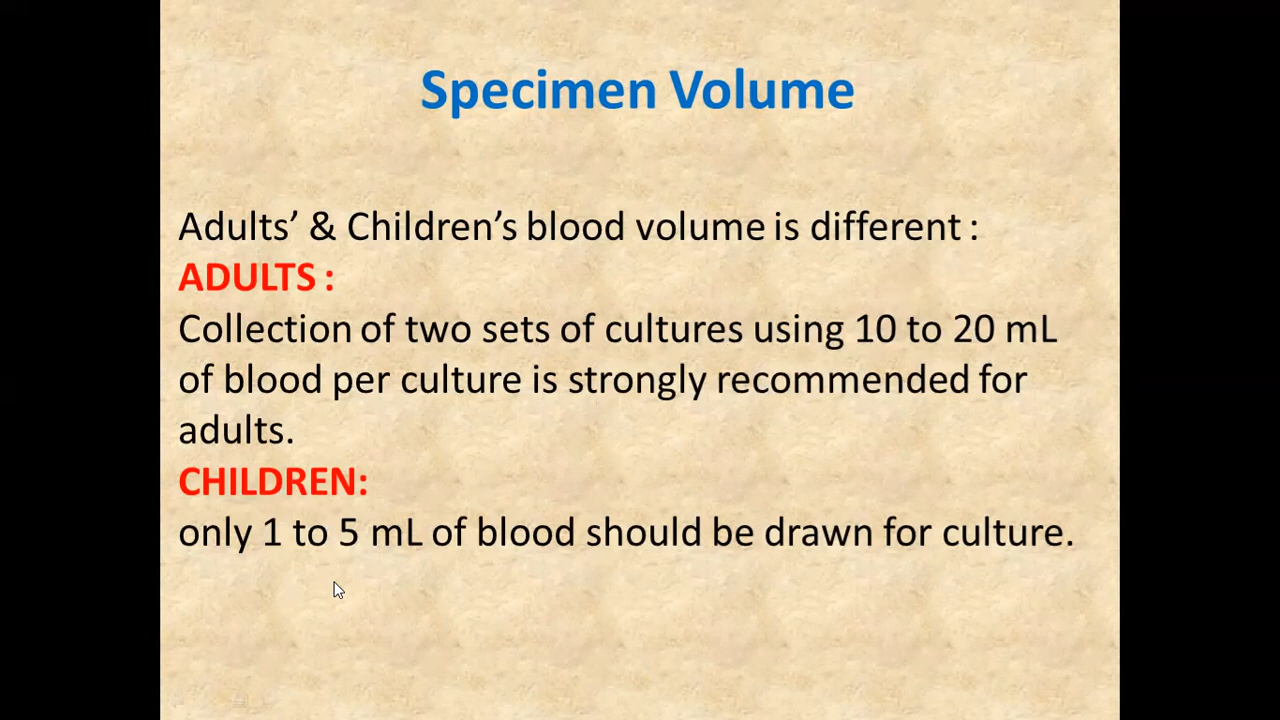 Specimen Volume
Adults’ & Children’s blood volume is different :
ADULTS :
Collection of two sets of cultures using 10 to 20 mL
of blood per culture is strongly recommended for
adults.
CHILDREN:
only 1 to 5 mL of blood should be drawn for culture.